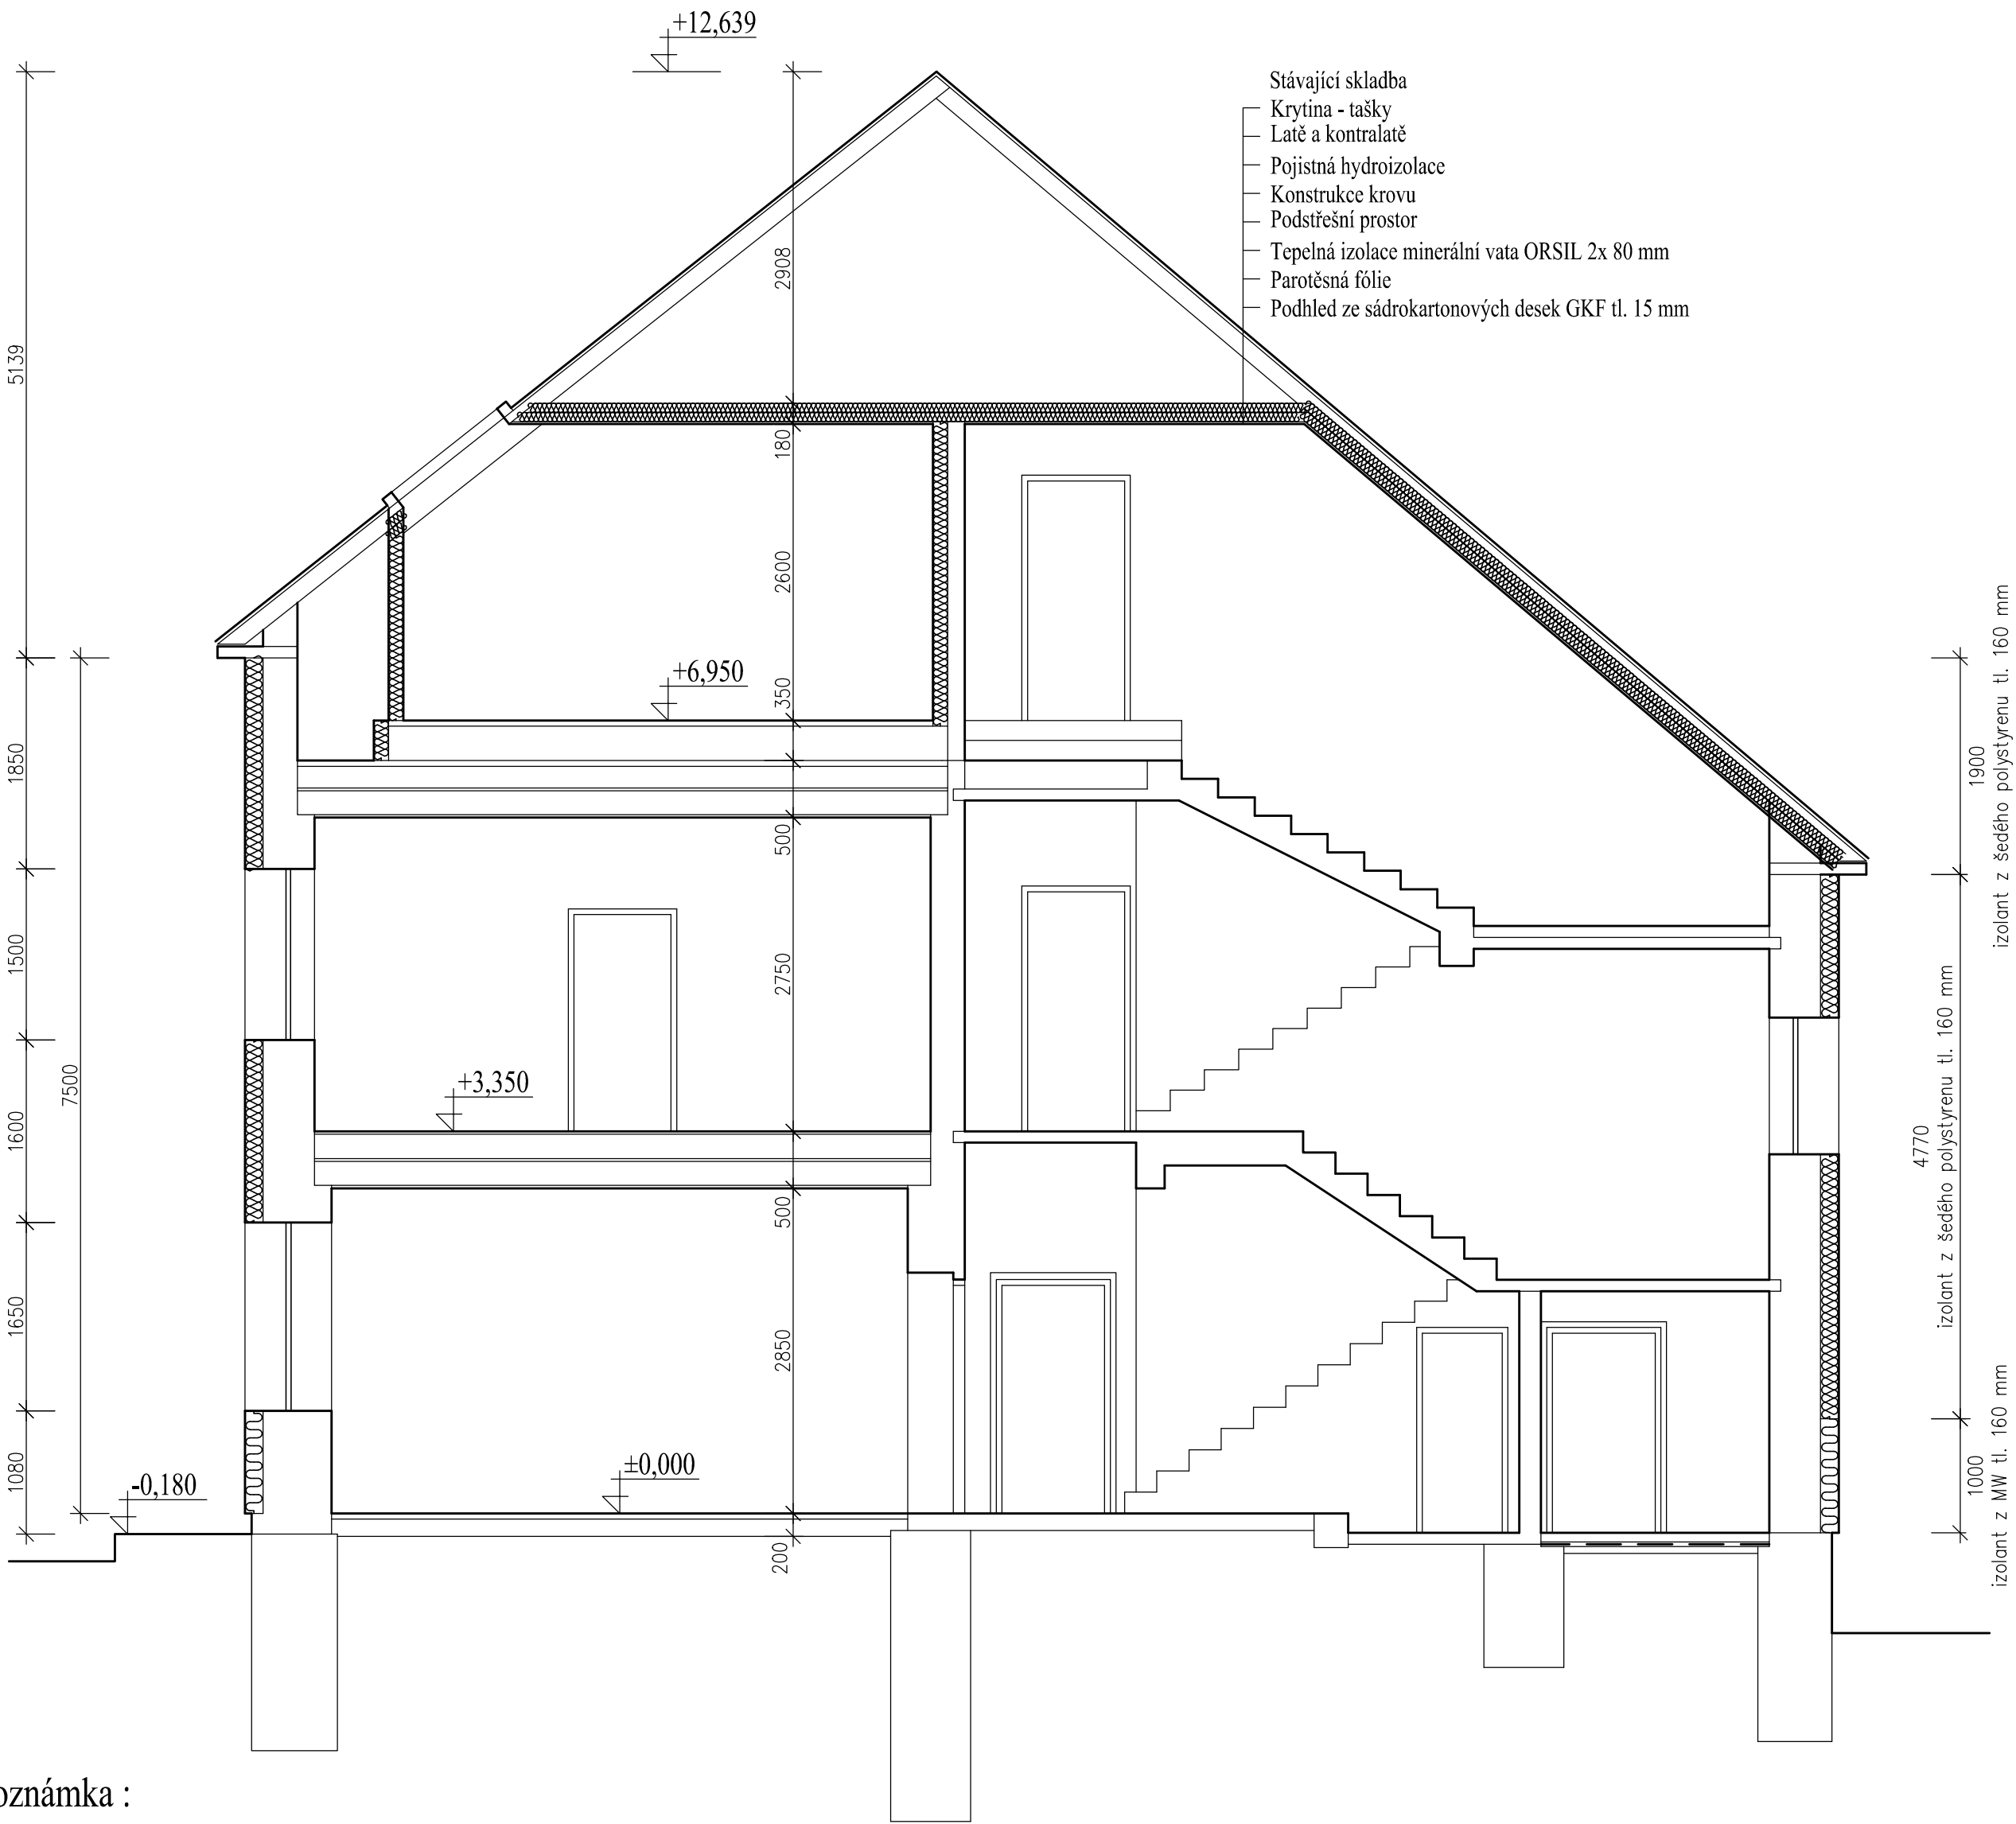 +12,639
Stávající skladba
Krytina - tašky
Latě a kontralatě
Pojistná hydroizolace
Konstrukce krovu
Podstřešní prostor
Tepelná izolace minerální vata ORSIL 2x 80 mm
Parotěsná fólie
Podhled ze sádrokartonových desek GKF tl. 15 mm
2908
5139
180
2600
+6,950
350
1850
1900
izolant z šedého polystyrenu tl. 160 mm
500
1500
2750
7500
+3,350
1600
4770
izolant z šedého polystyrenu tl. 160 mm
500
1650
2850
1080
-0,180
±0,000
1000
izolant z MW tl. 160 mm
200
oznámka :